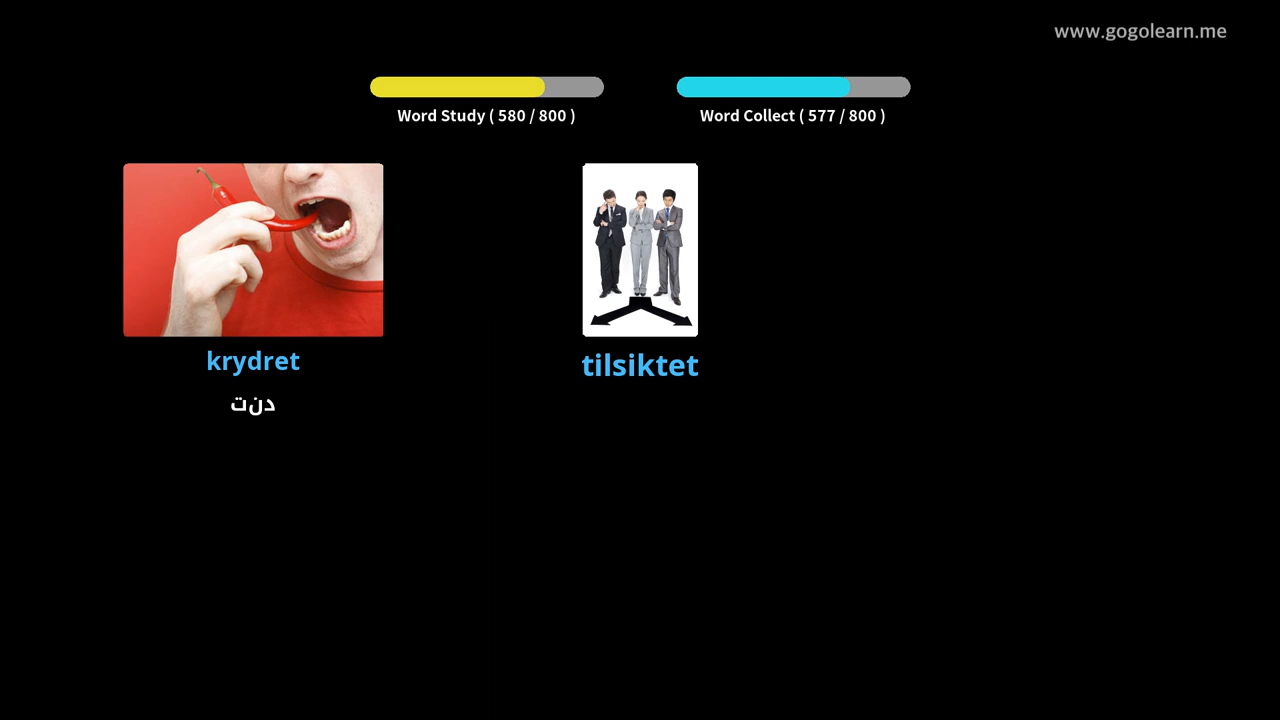 www.gogolearn.me
Word Study ( 580 / 800 )
Word Collect ( 577 / 800 )
krydret
دنت
tilsiktet